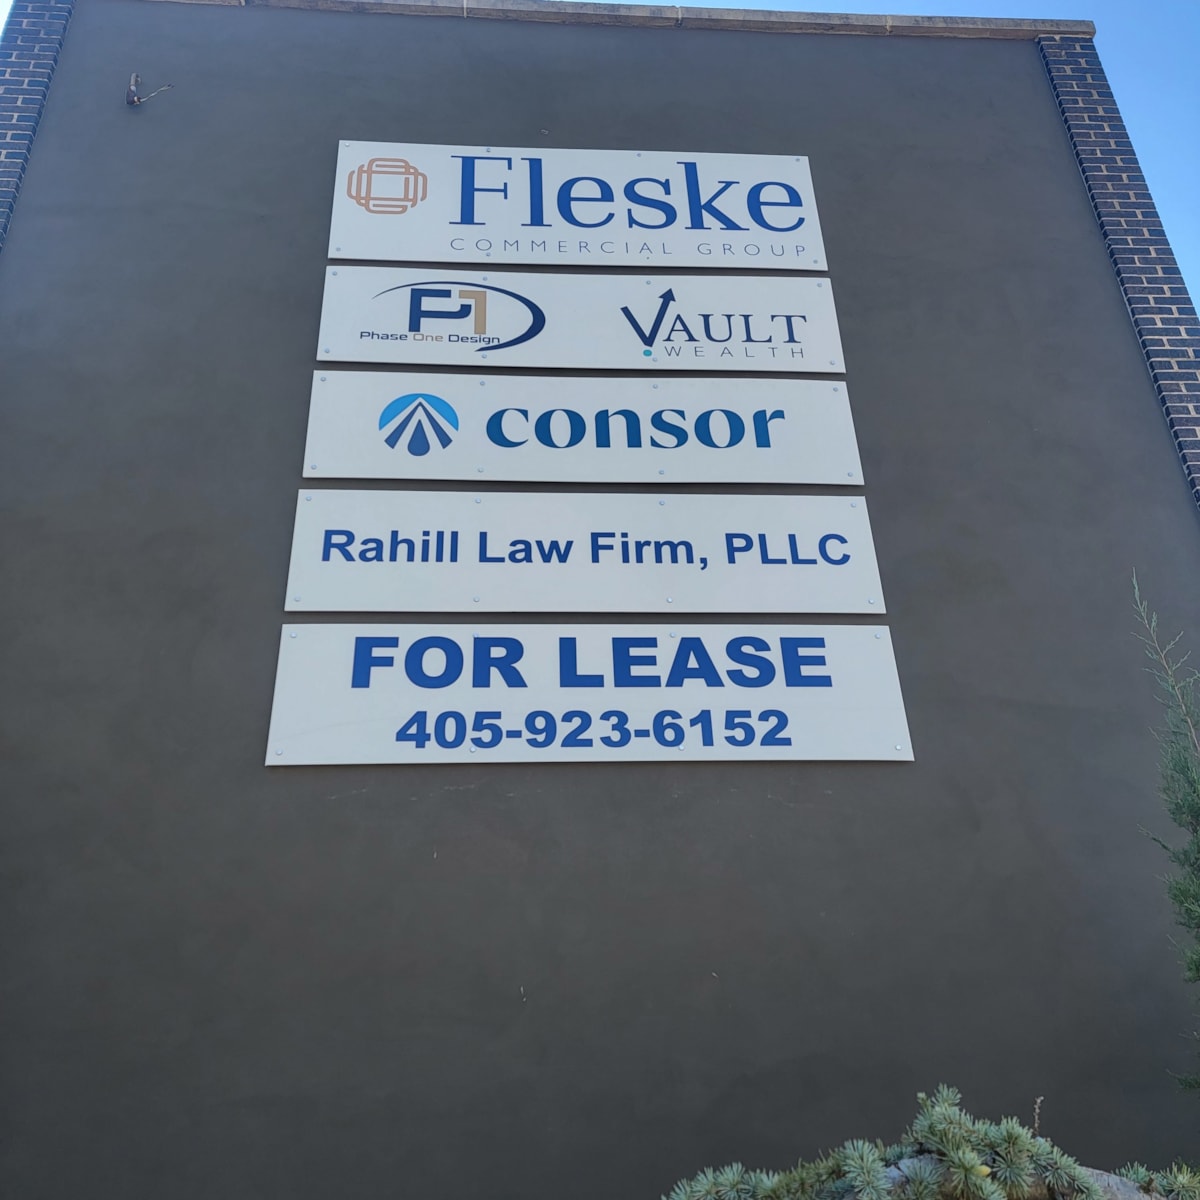 Fleske
COMMERCIAL GROUP
P1
Phase One Design
VAULT
WEALTH
consor
Rahill Law Firm, PLLC
FOR LEASE
405-923-6152